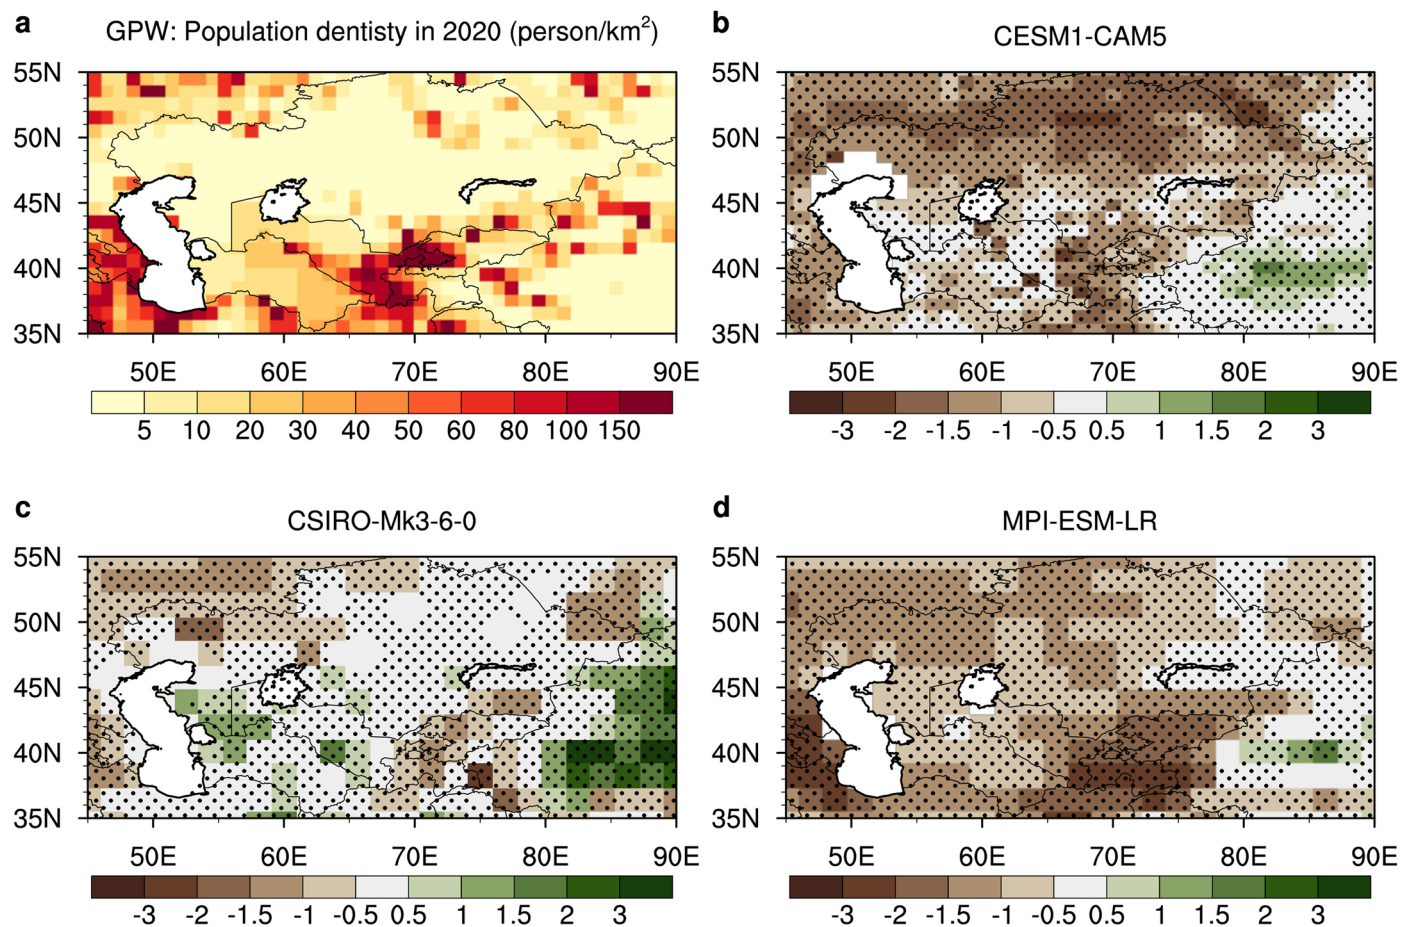 a
GPW: Population dentisty in 2020 (person/km²)
55N
50N
45N
40N
35N
50E 60E 70E 80E 90E
5 10 20 30 40 50 60 80 100 150
b
CESM1-CAM5
55N
50N
45N
40N
35N
50E 60E 70E 80E 90E
-3 -2 -1.5 -1 -0.5 0.5 1 1.5 2 3
c
CSIRO-Mk3-6-0
55N
50N
45N
40N
35N
50E 60E 70E 80E 90E
-3 -2 -1.5 -1 -0.5 0.5 1 1.5 2 3
d
MPI-ESM-LR
55N
50N
45N
40N
35N
50E 60E 70E 80E 90E
-3 -2 -1.5 -1 -0.5 0.5 1 1.5 2 3